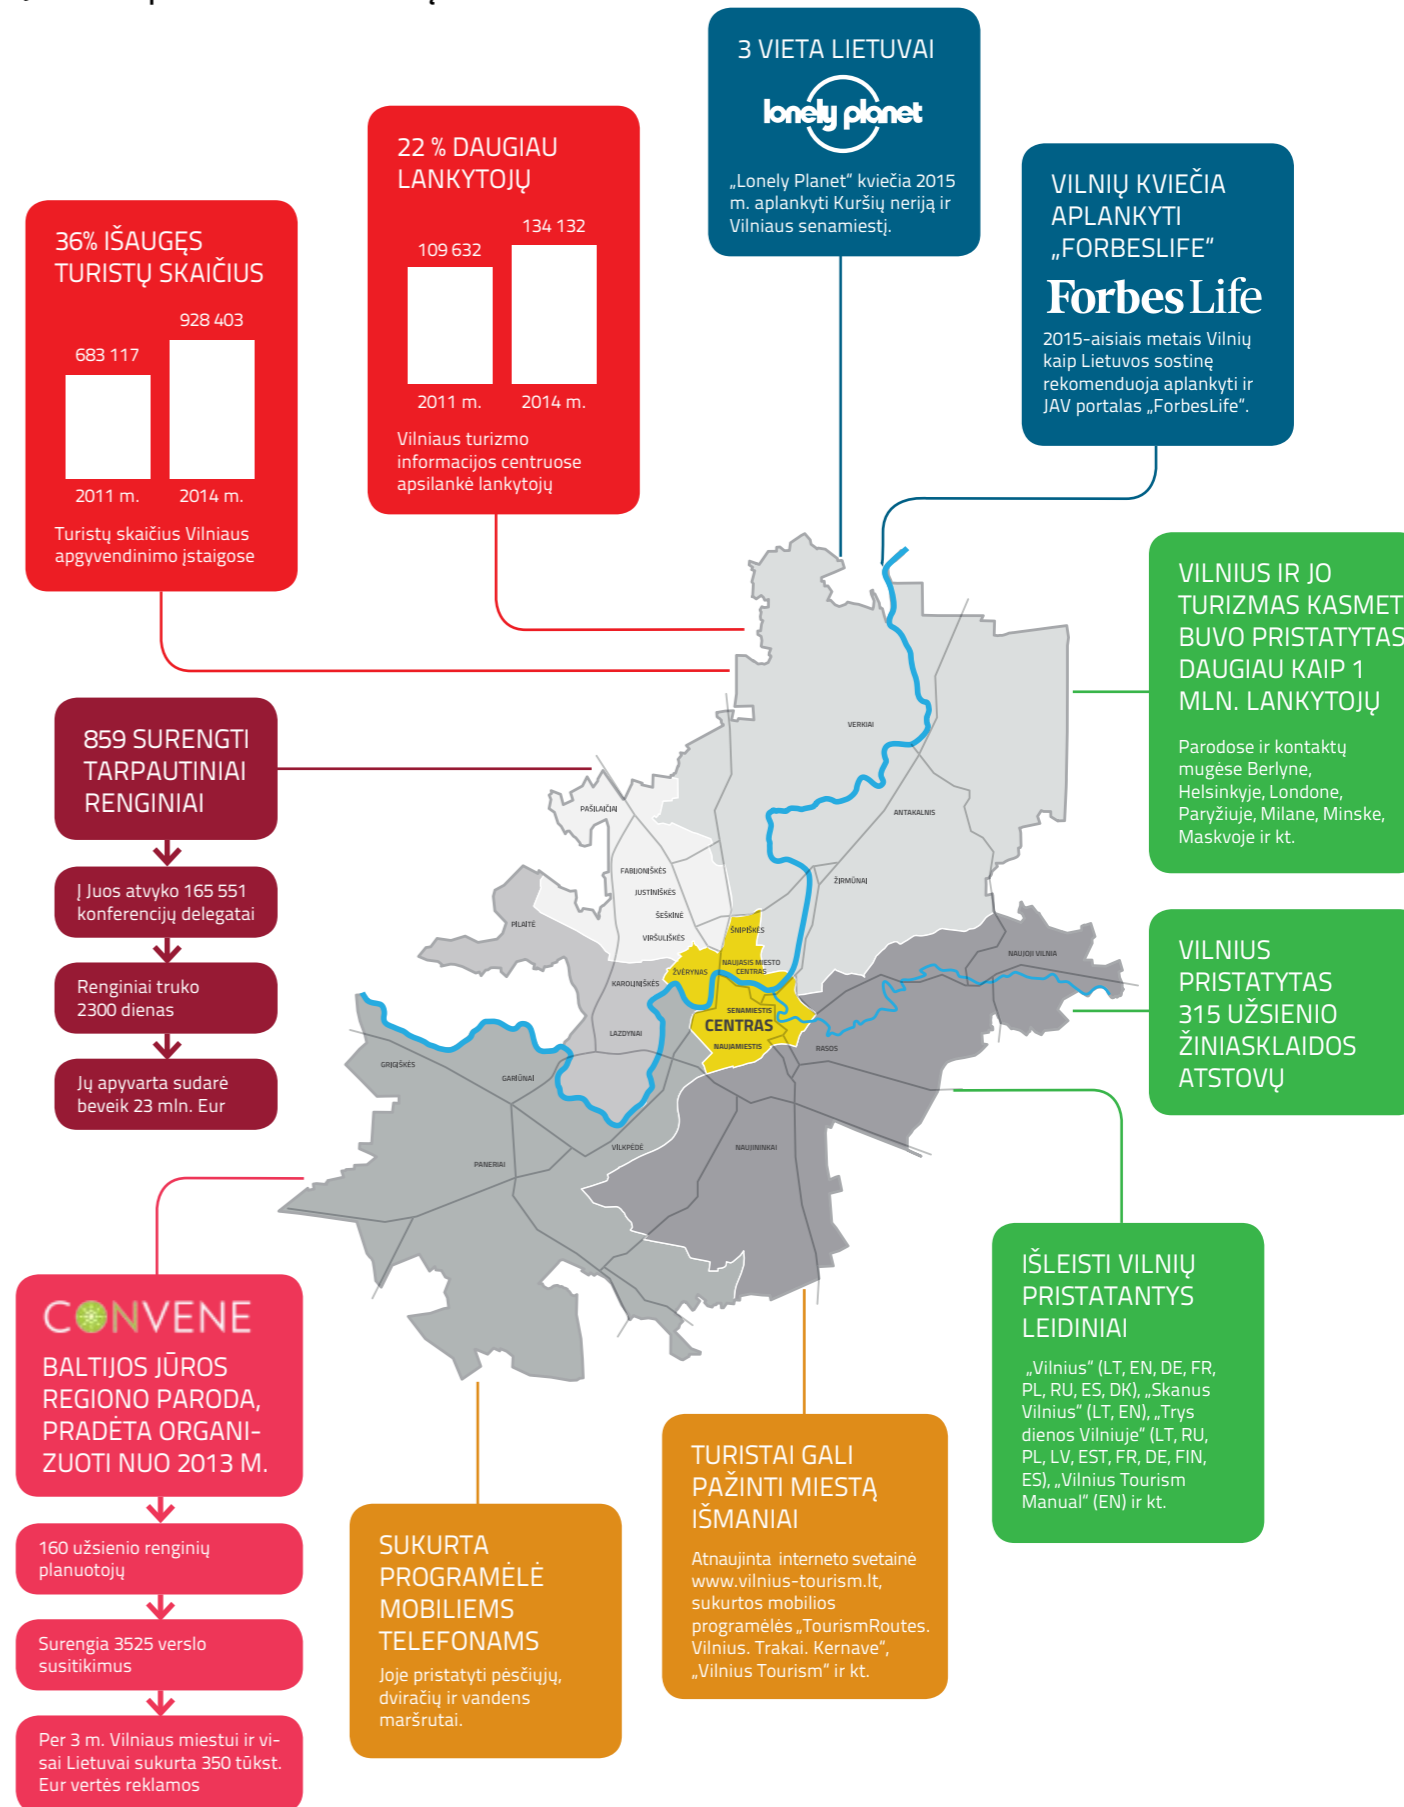 3 VIETA LIETUVAI
lonely planet
„Lonely Planet“ kviečia 2015
m. aplankyti Kuršių neriją ir
Vilniaus senamiestį.
22 % DAUGIAU
LANKYTOJŲ
109 632
134 132
2011 m.
2014 m.
Vilniaus turizmo
informacijos centruose
apsilankė lankytojų
VILNIŲ KVIEČIA
APLANKYTI
„FORBESLIFE“
ForbesLife
2015-aisiais metais Vilnių
kaip Lietuvos sostinę
rekomenduoja aplankyti ir
JAV portalas „ForbesLife“.
36% IŠAUGĘS
TURISTŲ SKAIČIUS
683 117
928 403
2011 m.
2014 m.
Turistų skaičius Vilniaus
apgyvendinimo įstaigose
VILNIUS IR JO
TURIZMAS KASMET
BUVO PRISTATYTAS
DAUGIAU KAIP 1
MLN. LANKYTOJŲ
Parodose ir kontaktų
mugėse Berlyne,
Helsinkyje, Londone,
Paryžiuje, Milane, Minske,
Maskvoje ir kt.
859 SURENGTI
TARPAUTINIAI
RENGINIAI
Į Juos atvyko 165 551
konferencijų delegatai
Renginiai truko
2300 dienas
Jų apyvarta sudarė
beveik 23 mln. Eur
VERKIAI
PAŠILAIČIAI
ANTAKALNIS
FABIJONIŠKĖS
JUSTINIŠKĖS
ŽIRMŪNAI
ŠEŠKINĖ
PILAITĖ
VIRŠULIŠKĖS
ŠNIPIŠKĖS
NAUJOJI VILNIA
NAUJASIS MIESTO
CENTRAS
ŽVĖRYNAS
KAROLINIŠKĖS
SENAMIESTIS
CENTRAS
LAZDYNAI
NAUJAMIESTIS
RASOS
GRIGIŠKĖS
GARIŪNAI
VILKPĖDĖ
NAUJININKAI
PANERIAI
VILNIUS
PRISTATYTAS
315 UŽSIENIO
ŽINIASKLAIDOS
ATSTOVŲ
IŠLEISTI VILNIŲ
PRISTATANTYS
LEIDINIAI
„Vilnius“ (LT, EN, DE, FR,
PL, RU, ES, DK), „Skanus
Vilnius“ (LT, EN), „Trys
dienos Vilniuje“ (LT, RU,
PL, LV, EST, FR, DE, FIN,
ES), „Vilnius Tourism
Manual“ (EN) ir kt.
CONVENE
BALTIJOS JŪROS
REGIONO PARODA,
PRADĖTA ORGANI-
ZUOTI NUO 2013 M.
160 užsienio renginių
planuotojų
Surengia 3525 verslo
susitikimus
Per 3 m. Vilniaus miestui ir vi-
sai Lietuvai sukurta 350 tūkst.
Eur vertės reklamos
SUKURTA
PROGRAMĖLĖ
MOBILIEMS
TELEFONAMS
Joje pristatyti pėsčiųjų,
dviračių ir vandens
maršrutai.
TURISTAI GALI
PAŽINTI MIESTĄ
IŠMANIAI
Atnaujinta interneto svetainė
www.vilnius-tourism.lt,
sukurtos mobilios
programėlės „TourismRoutes.
Vilnius. Trakai. Kernave“,
„Vilnius Tourism“ ir kt.